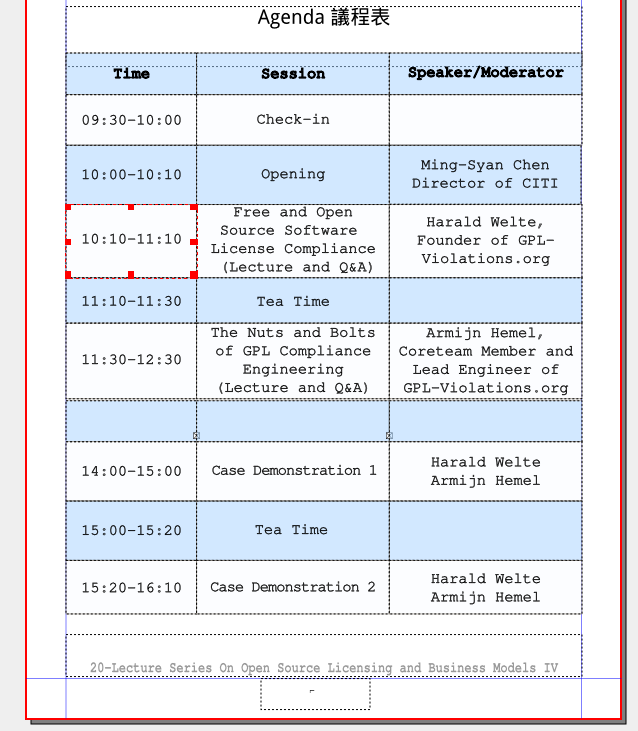 Agenda 議程表
Time Session Speaker/Moderator
09:30-10:00 Check-in
10:00-10:10 Opening Ming-Syan Chen
Director of CITI
10:10-11:10 Free and Open
Source Software
License Compliance
(Lecture and Q&A)
Harald Welte,
Founder of GPL-
Violations.org
11:10-11:30 Tea Time
11:30-12:30 The Nuts and Bolts
of GPL Compliance
Engineering
(Lecture and Q&A)
Armijn Hemel,
Coreteam Member and
Lead Engineer of
GPL-Violations.org
14:00-15:00 Case Demonstration 1 Harald Welte
Armijn Hemel
15:00-15:20 Tea Time
15:20-16:10 Case Demonstration 2 Harald Welte
Armijn Hemel
20-Lecture Series On Open Source Licensing and Business Models IV